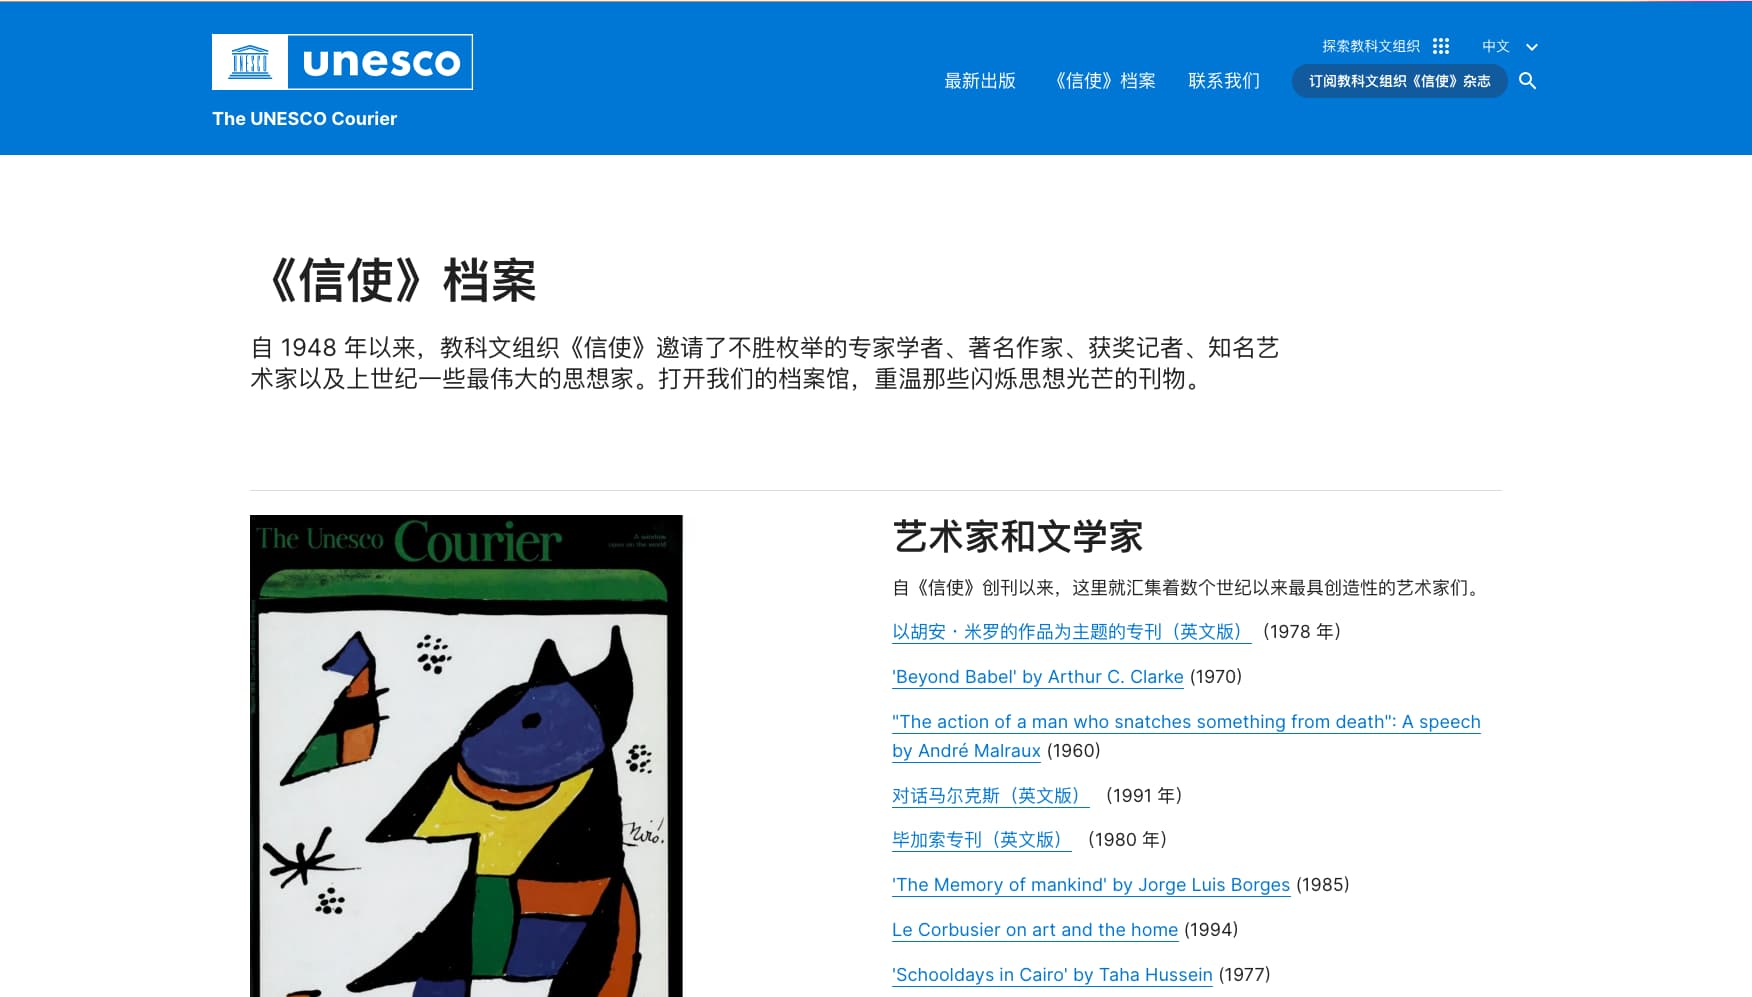 unesco
The UNESCO Courier
探索教科文组织
中文
最新出版
《信使》档案
联系我们
订阅教科文组织《信使》杂志
《信使》档案
自 1948 年以来，教科文组织《信使》邀请了不胜枚举的专家学者、著名作家、获奖记者、知名艺
术家以及上世纪一些最伟大的思想家。打开我们的档案馆，重温那些闪烁思想光芒的刊物。
The Unesco Courier
A window
open on the world
Miró!
艺术家和文学家
自《信使》创刊以来，这里就汇集着数个世纪以来最具创造性的艺术家们。
以胡安·米罗的作品为主题的专刊（英文版） （1978 年）
'Beyond Babel' by Arthur C. Clarke (1970)
"The action of a man who snatches something from death": A speech
by André Malraux (1960)
对话马尔克斯（英文版） （1991 年）
毕加索专刊（英文版） （1980 年）
'The Memory of mankind' by Jorge Luis Borges (1985)
Le Corbusier on art and the home (1994)
'Schooldays in Cairo' by Taha Hussein (1977)